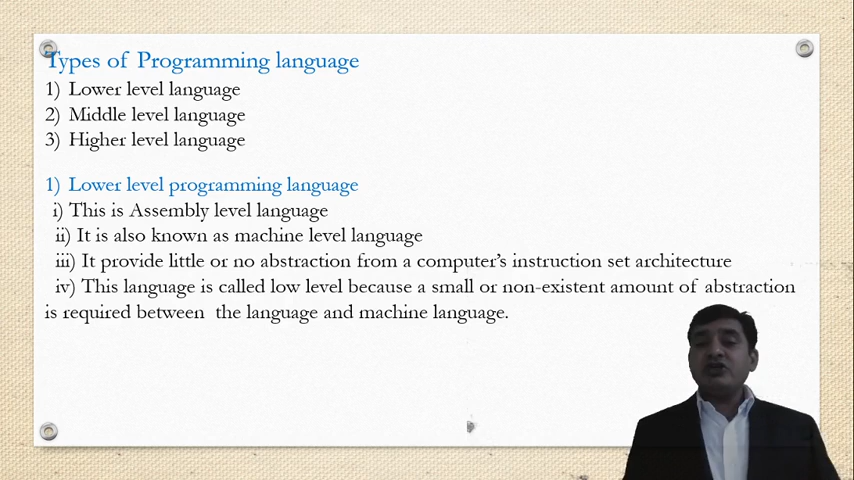 Types of Programming language
1) Lower level language
2) Middle level language
3) Higher level language
1) Lower level programming language
i) This is Assembly level language
ii) It is also known as machine level language
iii) It provide little or no abstraction from a computer's instruction set architecture
iv) This language is called low level because a small or non-existent amount of abstraction
is required between the language and machine language.